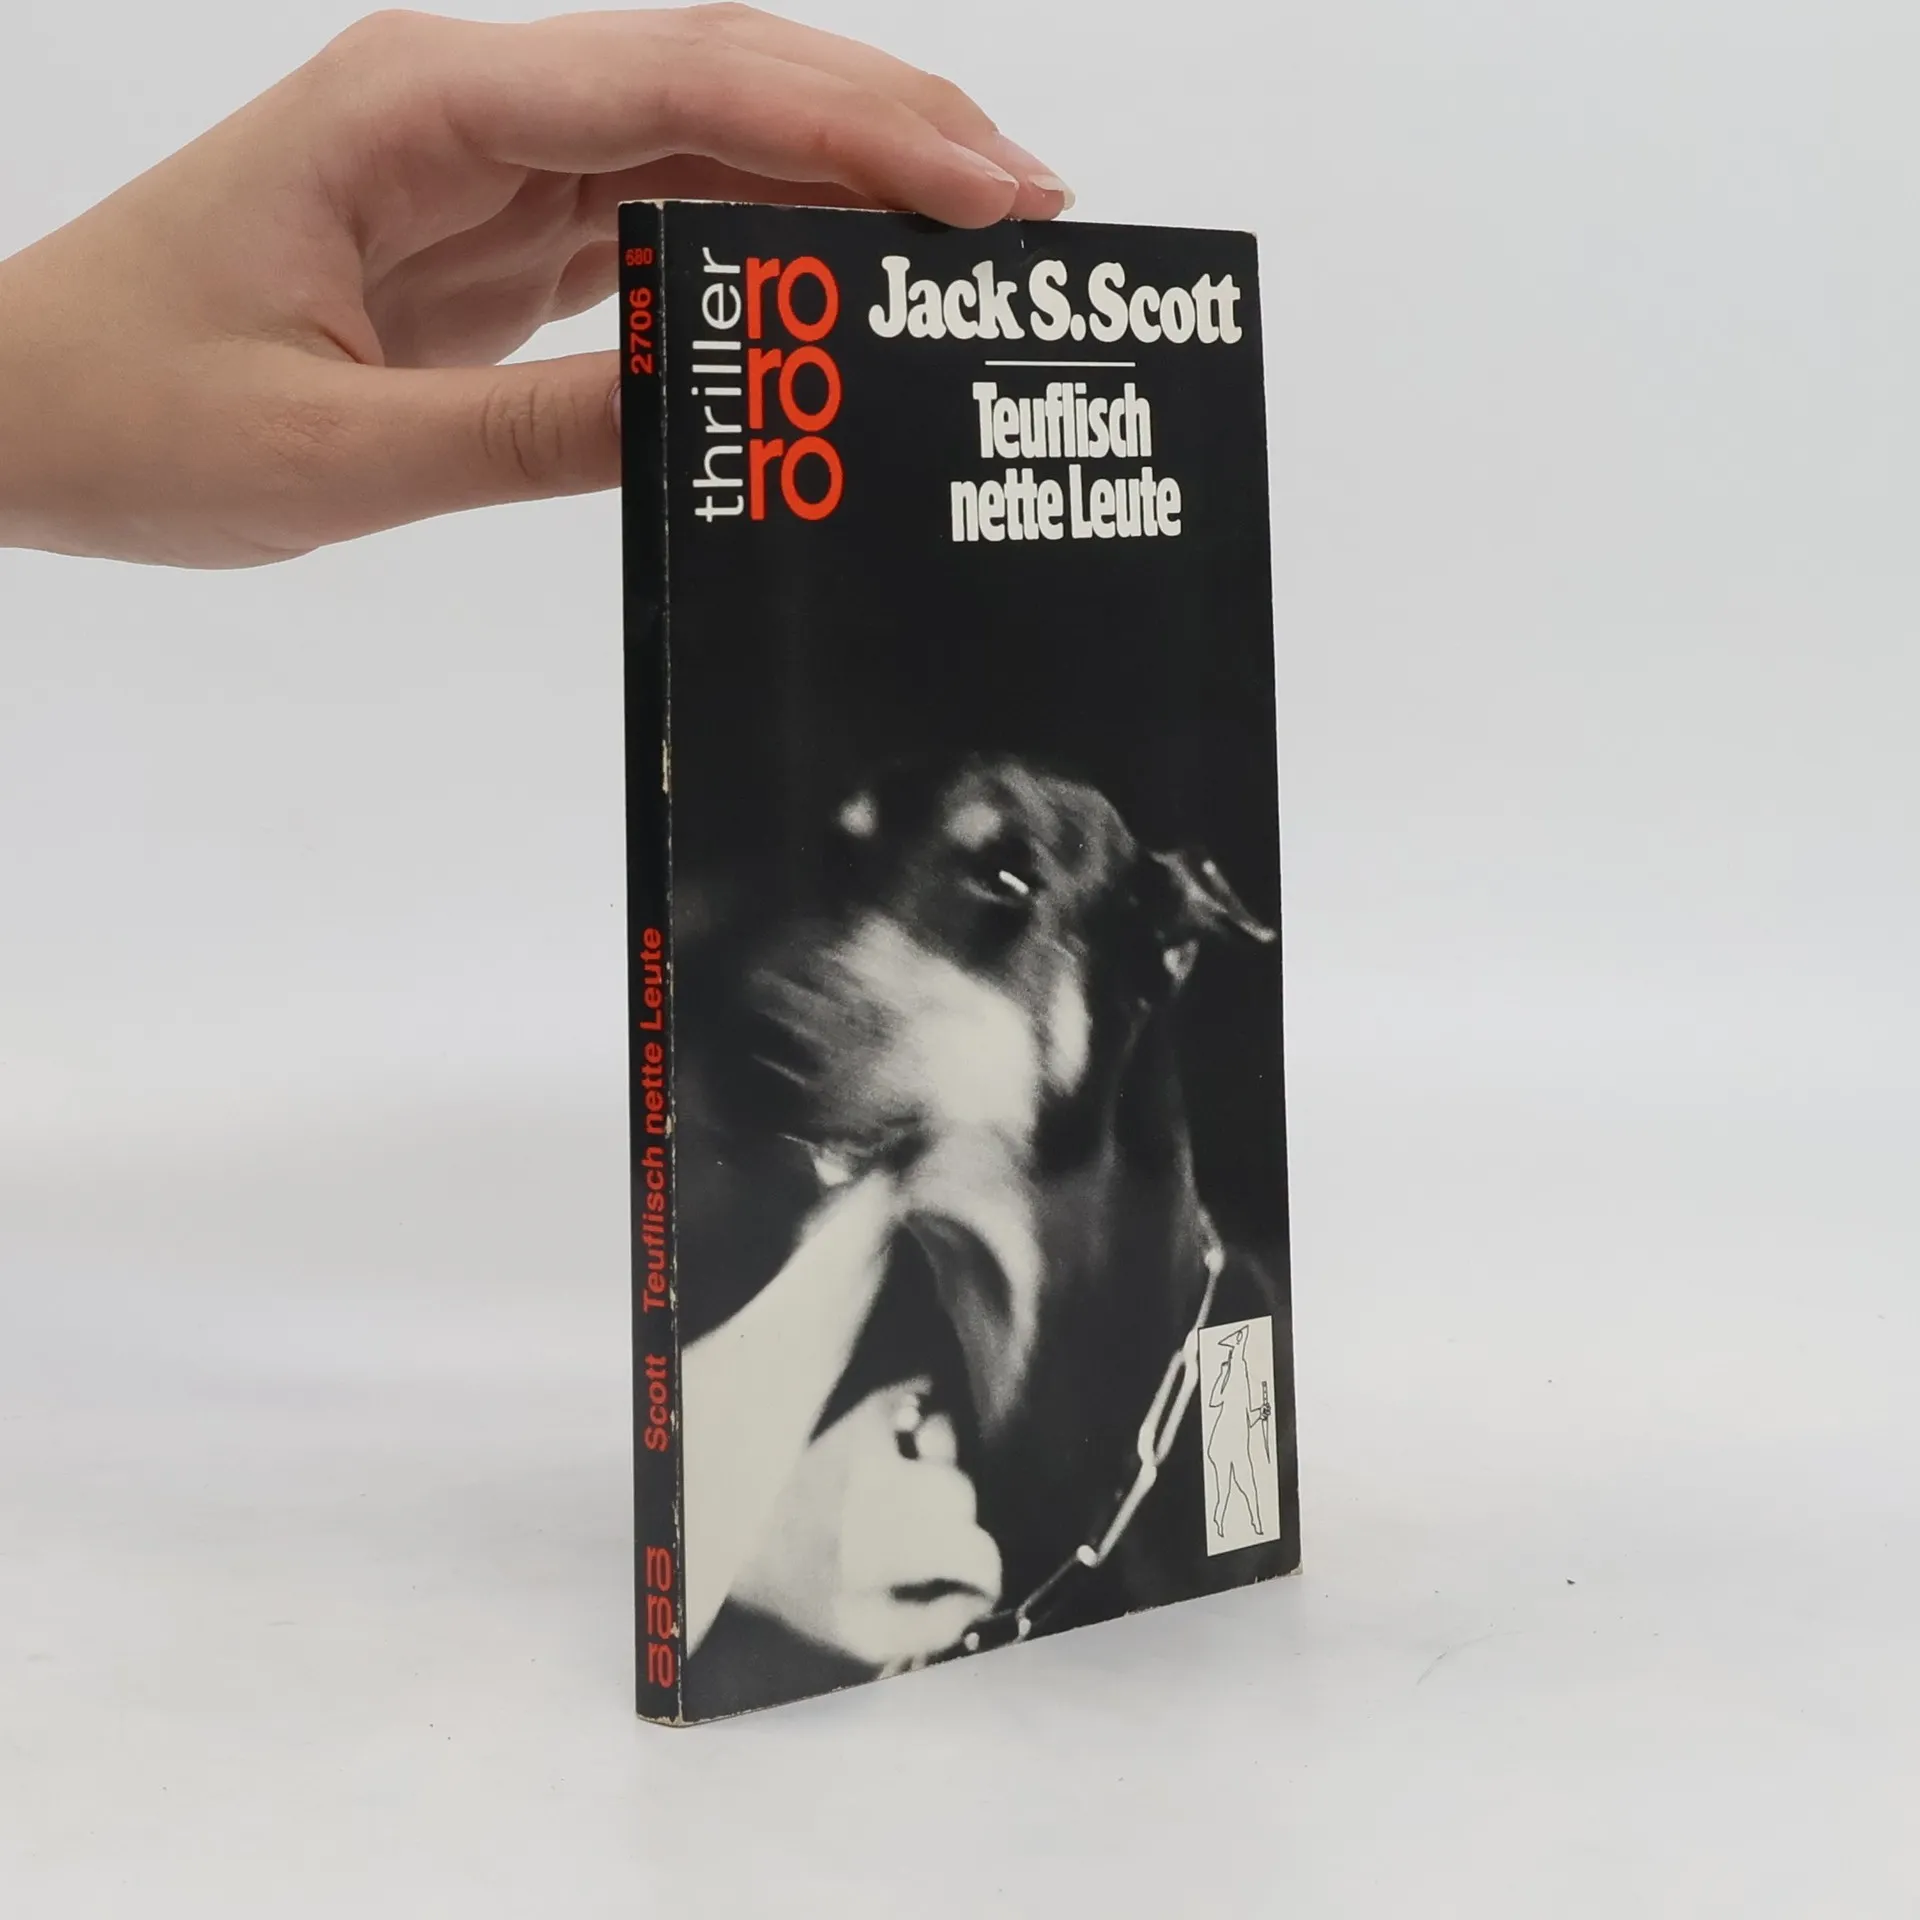 680
2706
Scott Teuflisch nette Leute
ro
ro
ro
thriller
ro
ro
ro
Jack S. Scott
Teuflisch
nette Leute